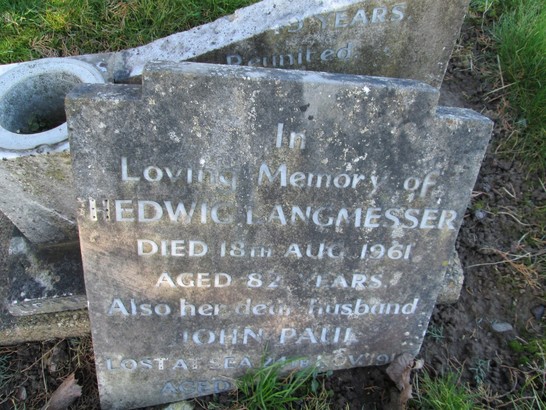 YEARS
Reunited
In
Loving Memory of
HEDWIG LANGMESSER
DIED 18TH AUG 1961
AGED 82 YEARS
Also her dear husband
JOHN PAUL
LOST AT SEA
AGED